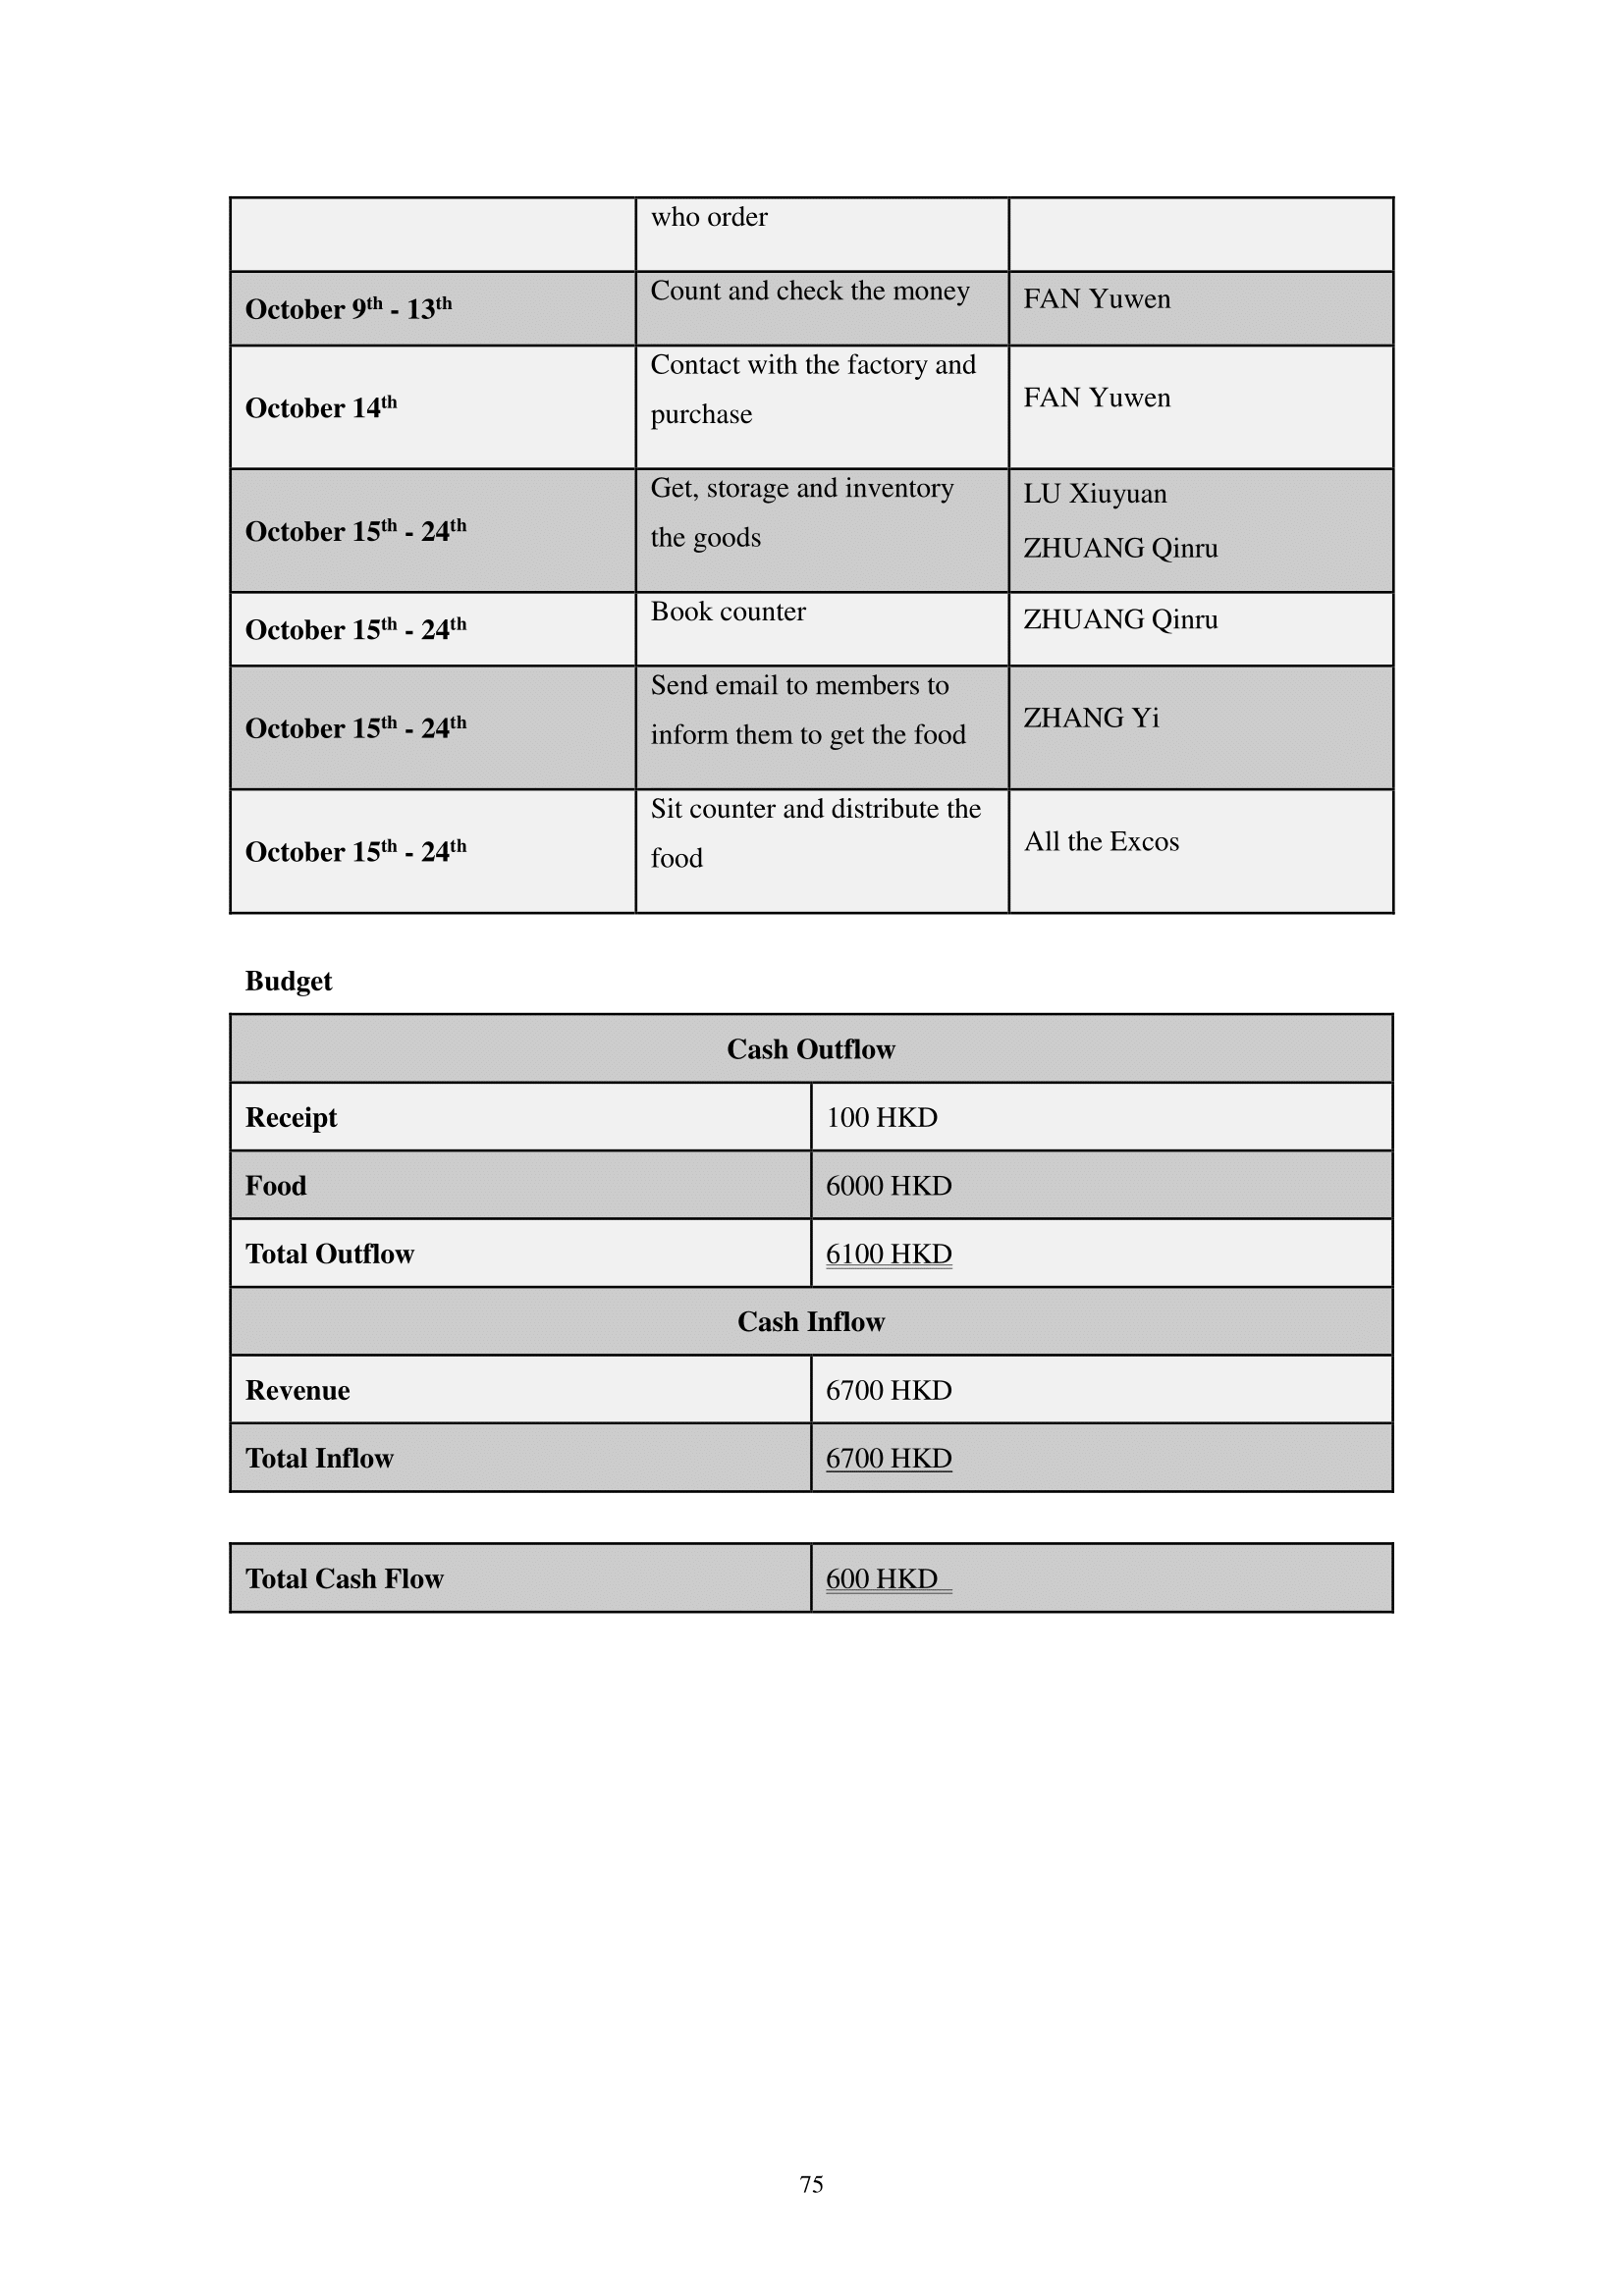 who order
October 9th - 13th
Count and check the money
FAN Yuwen
October 14th
Contact with the factory and
purchase
FAN Yuwen
October 15th - 24th
Get, storage and inventory
the goods
LU Xiuyuan
ZHUANG Qinru
October 15th - 24th
Book counter
ZHUANG Qinru
October 15th - 24th
Send email to members to
inform them to get the food
ZHANG Yi
October 15th - 24th
Sit counter and distribute the
food
All the Excos
Budget
Cash Outflow
Receipt
100 HKD
Food
6000 HKD
Total Outflow
6100 HKD
Cash Inflow
Revenue
6700 HKD
Total Inflow
6700 HKD
Total Cash Flow
600 HKD
75